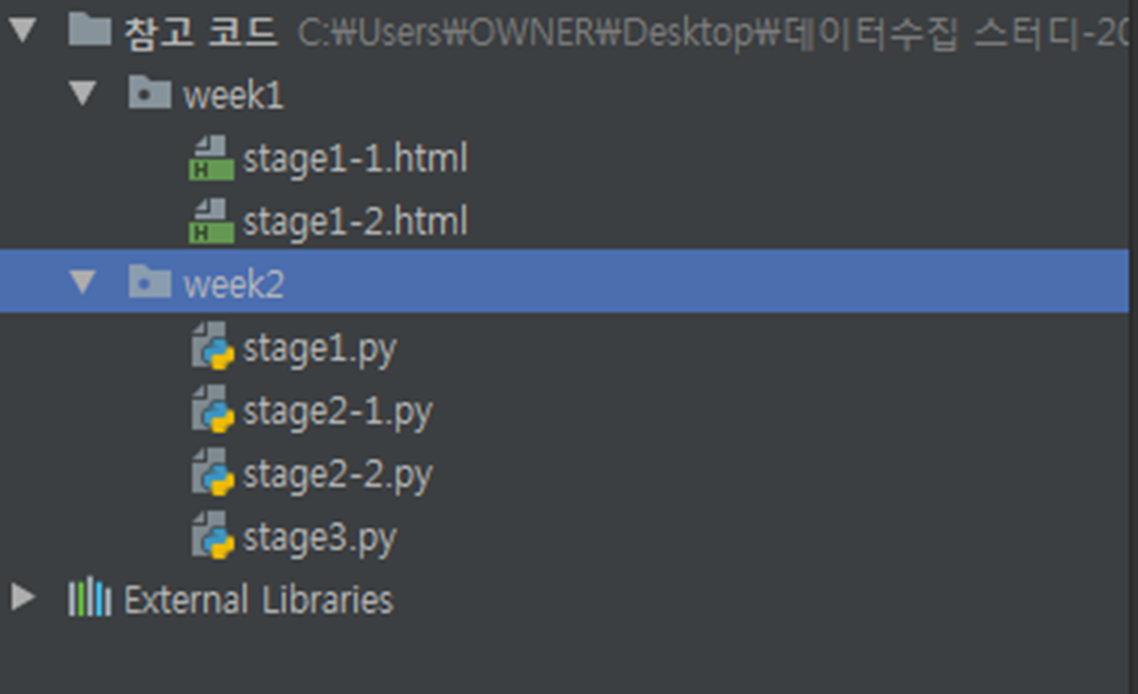 참고 코드 C:₩Users₩OWNER₩Desktop₩데이터수집 스터디-20
week1
H stage1-1.html
H stage1-2.html
week2
stage1.py
stage2-1.py
stage2-2.py
stage3.py
External Libraries